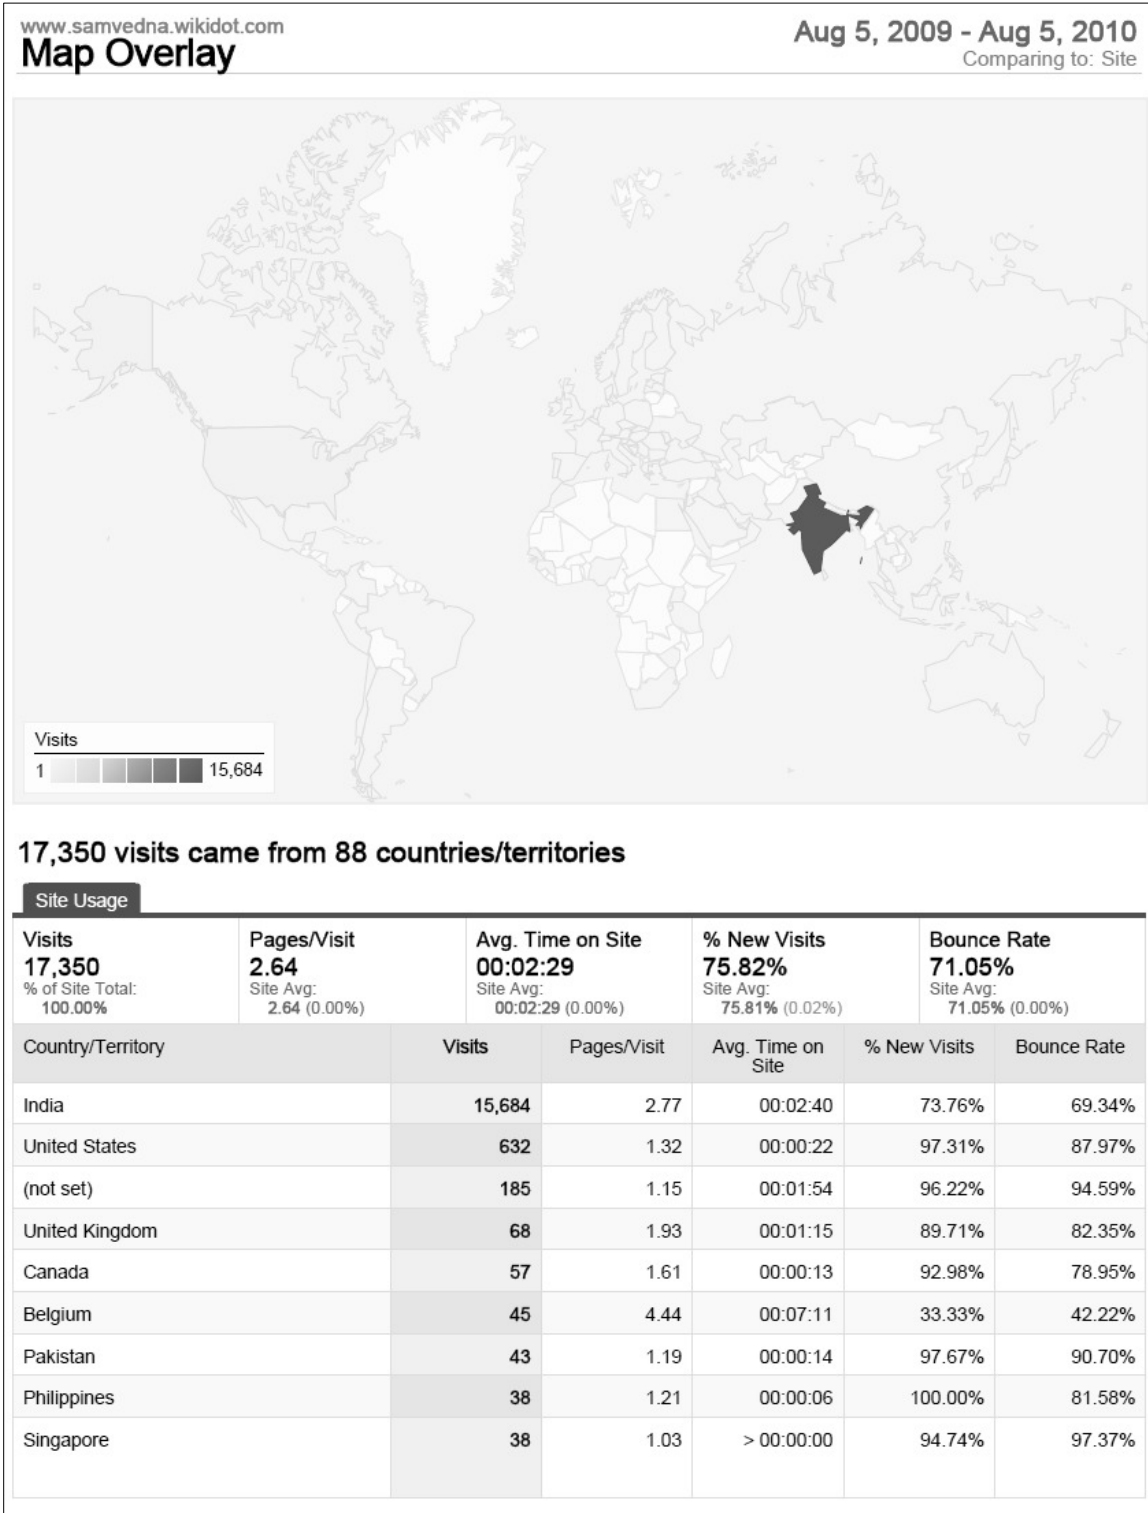 www.samvedna.wikidot.com
Map Overlay
Aug 5, 2009 - Aug 5, 2010
Comparing to: Site
Visits
1 15,684
17,350 visits came from 88 countries/territories
Site Usage
Visits
17,350
% of Site Total:
100.00%
Pages/Visit
2.64
Site Avg:
2.64 (0.00%)
Avg. Time on Site
00:02:29
Site Avg:
00:02:29 (0.00%)
% New Visits
75.82%
Site Avg:
75.81% (0.02%)
Bounce Rate
71.05%
Site Avg:
71.05% (0.00%)
Country/Territory Visits Pages/Visit Avg. Time on Site % New Visits Bounce Rate
India 15,684 2.77 00:02:40 73.76% 69.34%
United States 632 1.32 00:00:22 97.31% 87.97%
(not set) 185 1.15 00:01:54 96.22% 94.59%
United Kingdom 68 1.93 00:01:15 89.71% 82.35%
Canada 57 1.61 00:00:13 92.98% 78.95%
Belgium 45 4.44 00:07:11 33.33% 42.22%
Pakistan 43 1.19 00:00:14 97.67% 90.70%
Philippines 38 1.21 00:00:06 100.00% 81.58%
Singapore 38 1.03 > 00:00:00 94.74% 97.37%